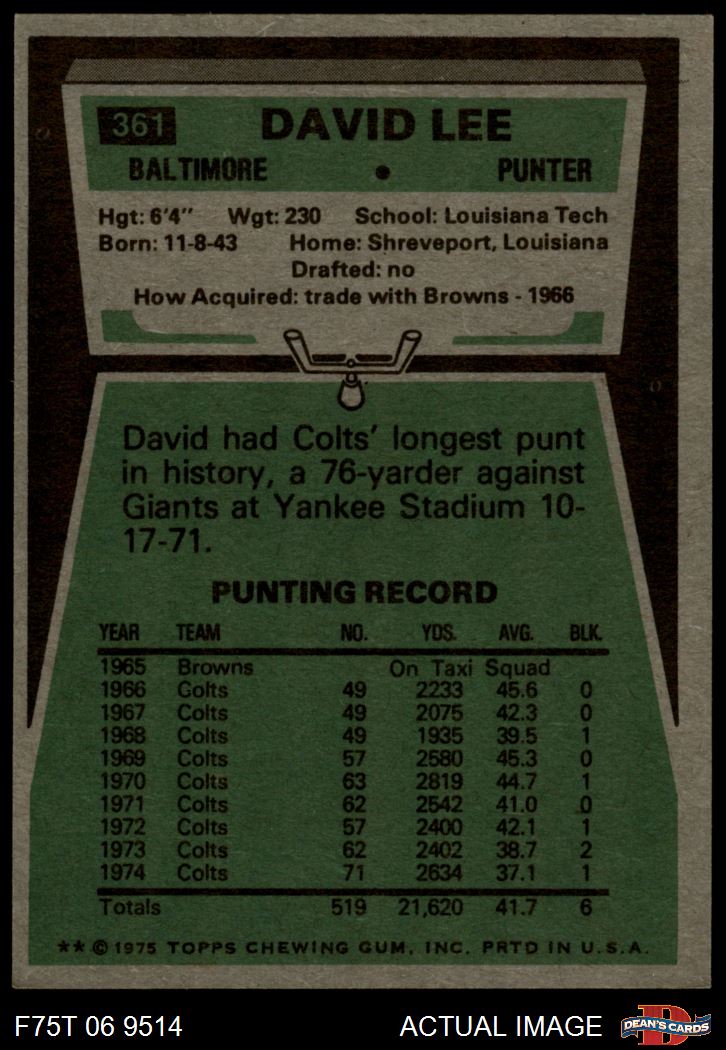 361 DAVID LEE
BALTIMORE • PUNTER
Hgt: 6'4" Wgt: 230 School: Louisiana Tech
Born: 11-8-43 Home: Shreveport, Louisiana
Drafted: no
How Acquired: trade with Browns - 1966
David had Colts' longest punt
in history, a 76-yarder against
Giants at Yankee Stadium 10-
17-71.
PUNTING RECORD
YEAR TEAM NO. YDS. AVG. BLK.
1965 Browns On Taxi Squad
1966 Colts 49 2233 45.6 0
1967 Colts 49 2075 42.3 0
1968 Colts 49 1935 39.5 1
1969 Colts 57 2580 45.3 0
1970 Colts 63 2819 44.7 1
1971 Colts 62 2542 41.0 0
1972 Colts 57 2400 42.1 1
1973 Colts 62 2402 38.7 2
1974 Colts 71 2634 37.1 1
Totals 519 21,620 41.7 6
** © 1975 TOPPS CHEWING GUM, INC. PRTD IN U.S.A.
F75T 06 9514 ACTUAL IMAGE D DEAN'S CARDS